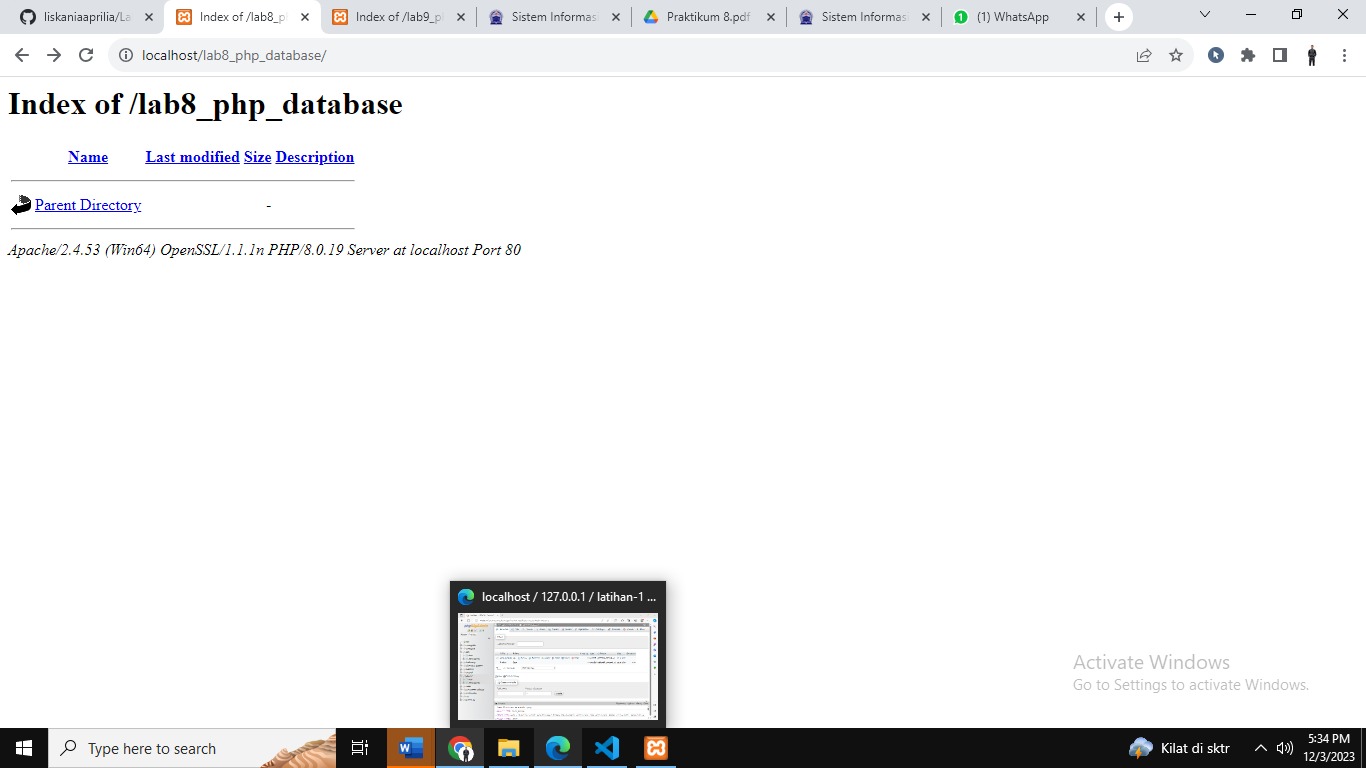 liskaniaaprilia/La
Index of /lab8_p
Index of /lab9_p
Sistem Informas
Praktikum 8.pdf
Sistem Informas
(1) WhatsApp
localhost/lab8_php_database/
Index of /lab8_php_database
Name Last modified Size Description
Parent Directory -
Apache/2.4.53 (Win64) OpenSSL/1.1.1n PHP/8.0.19 Server at localhost Port 80
localhost / 127.0.0.1 / latihan-1 ...
Activate Windows
Go to Settings to activate Windows.
Type here to search
Kilat di sktr
5:34 PM
12/3/2023